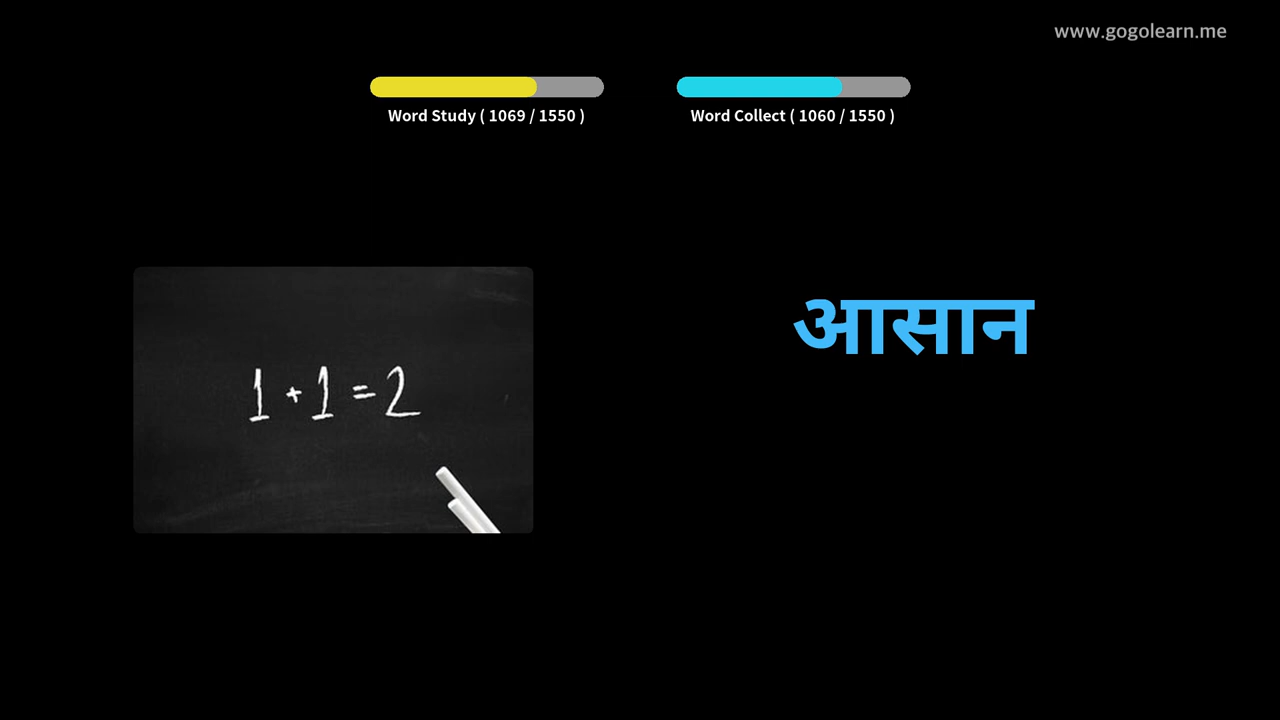 www.gogolearn.me
Word Study ( 1069 / 1550 )
Word Collect ( 1060 / 1550 )
आसान
1 + 1 = 2